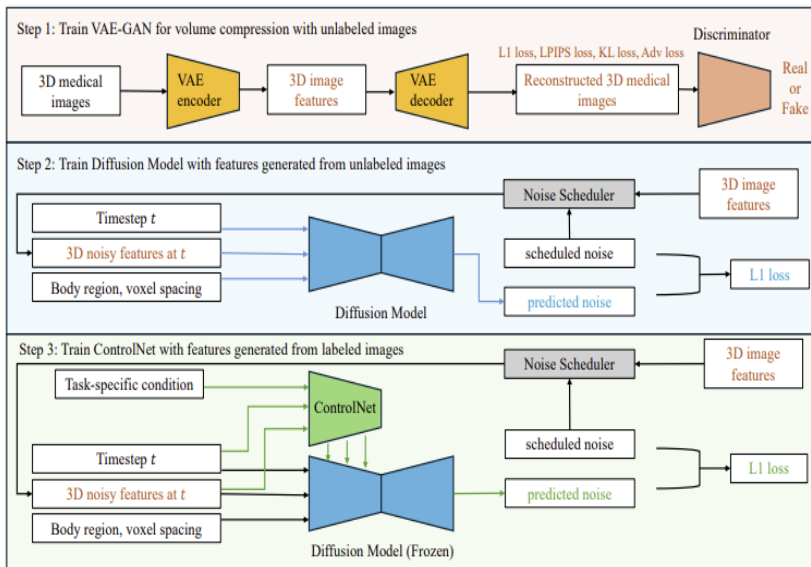 Step 1: Train VAE-GAN for volume compression with unlabeled images
Discriminator
L1 loss, LPIPS loss, KL loss, Adv loss
3D medical
images
VAE
encoder
3D image
features
VAE
decoder
Reconstructed 3D medical
images
Real
or
Fake
Step 2: Train Diffusion Model with features generated from unlabeled images
Noise Scheduler
3D image
features
Timestep t
3D noisy features at t
Body region, voxel spacing
Diffusion Model
scheduled noise
predicted noise
L1 loss
Step 3: Train ControlNet with features generated from labeled images
Noise Scheduler
3D image
features
Task-specific condition
ControlNet
Timestep t
3D noisy features at t
Body region, voxel spacing
Diffusion Model (Frozen)
scheduled noise
predicted noise
L1 loss